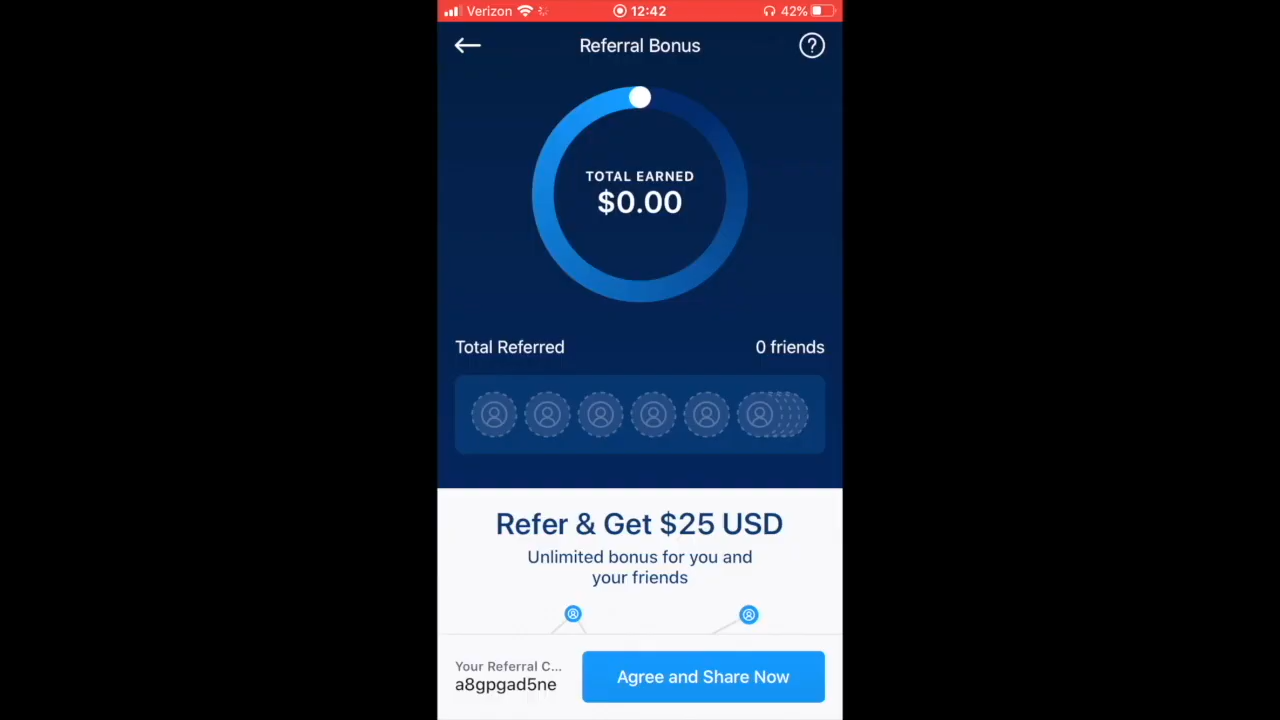 Verizon 12:42 42%
Referral Bonus
TOTAL EARNED
$0.00
Total Referred 0 friends
Refer & Get $25 USD
Unlimited bonus for you and
your friends
Your Referral C...
a8gpgad5ne
Agree and Share Now